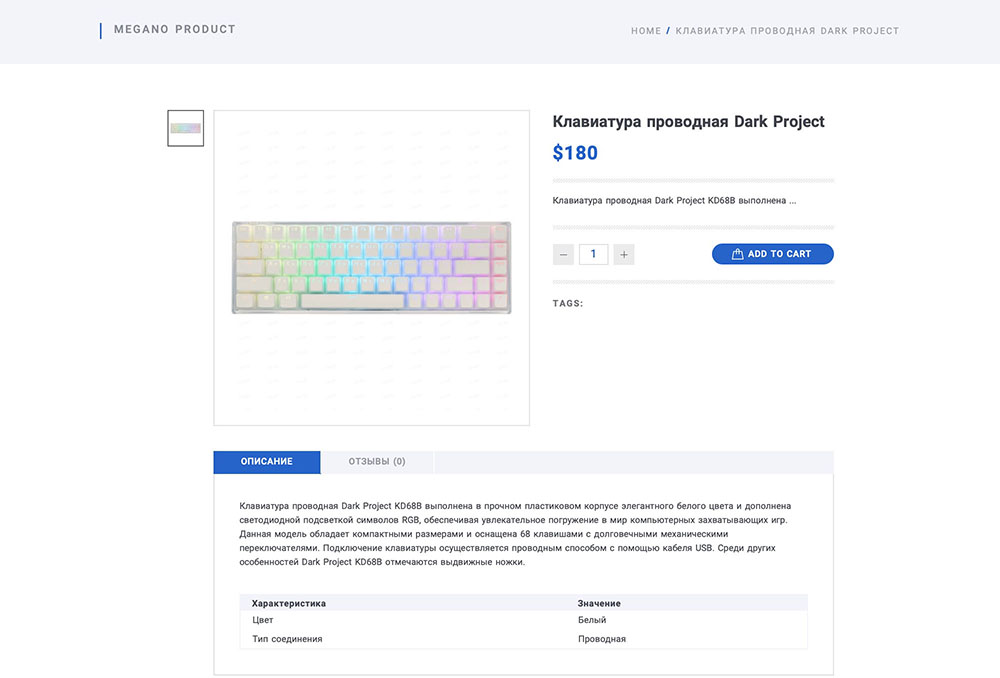 MEGANO PRODUCT
HOME / КЛАВИАТУРА ПРОВОДНАЯ DARK PROJECT
Клавиатура проводная Dark Project
$180
Клавиатура проводная Dark Project KD68B выполнена ...
− 1 + ADD TO CART
TAGS:
ОПИСАНИЕ ОТЗЫВЫ (0)
Клавиатура проводная Dark Project KD68B выполнена в прочном пластиковом корпусе элегантного белого цвета и дополнена
светодиодной подсветкой символов RGB, обеспечивая увлекательное погружение в мир компьютерных захватывающих игр.
Данная модель обладает компактными размерами и оснащена 68 клавишами с долговечными механическими
переключателями. Подключение клавиатуры осуществляется проводным способом с помощью кабеля USB. Среди других
особенностей Dark Project KD68B отмечаются выдвижные ножки.
Характеристика Значение
Цвет Белый
Тип соединения Проводная